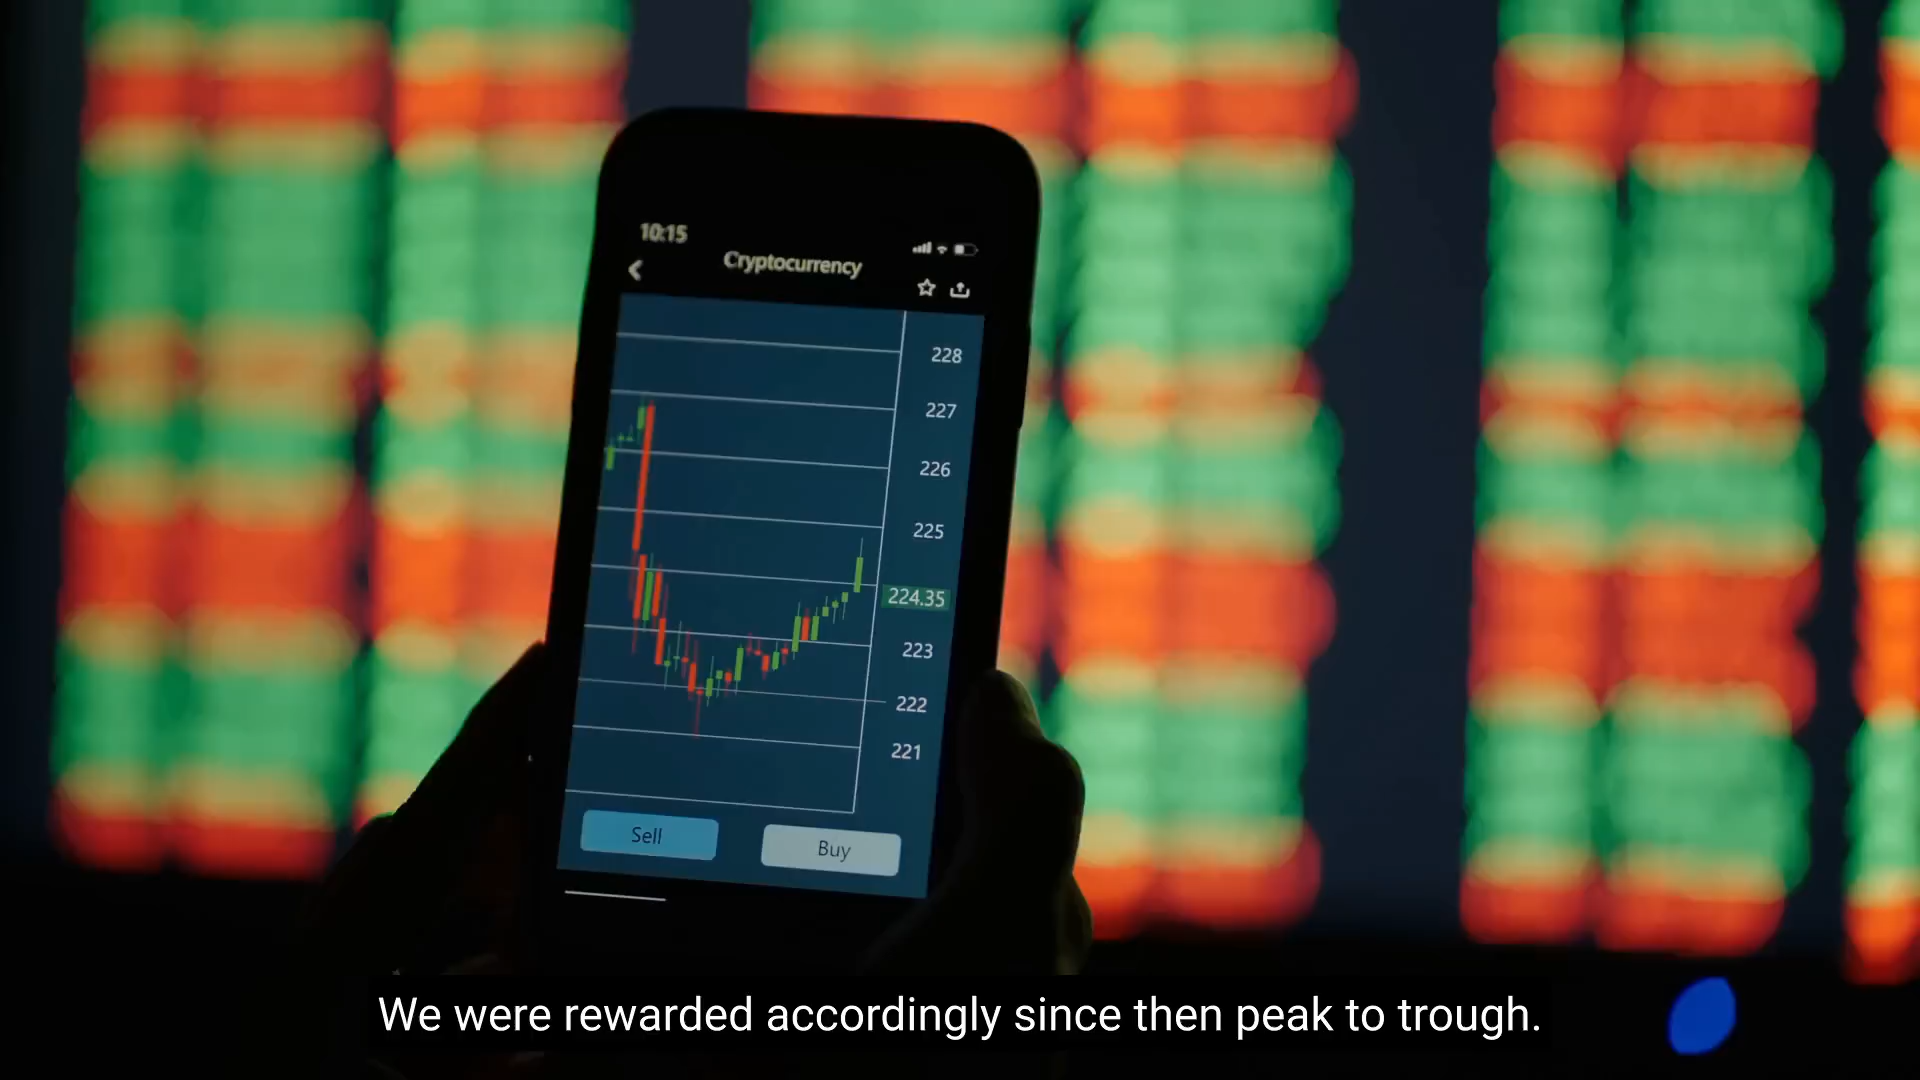 10:15
Cryptocurrency
228
227
226
225
224.35
223
222
221
Sell
Buy
We were rewarded accordingly since then peak to trough.